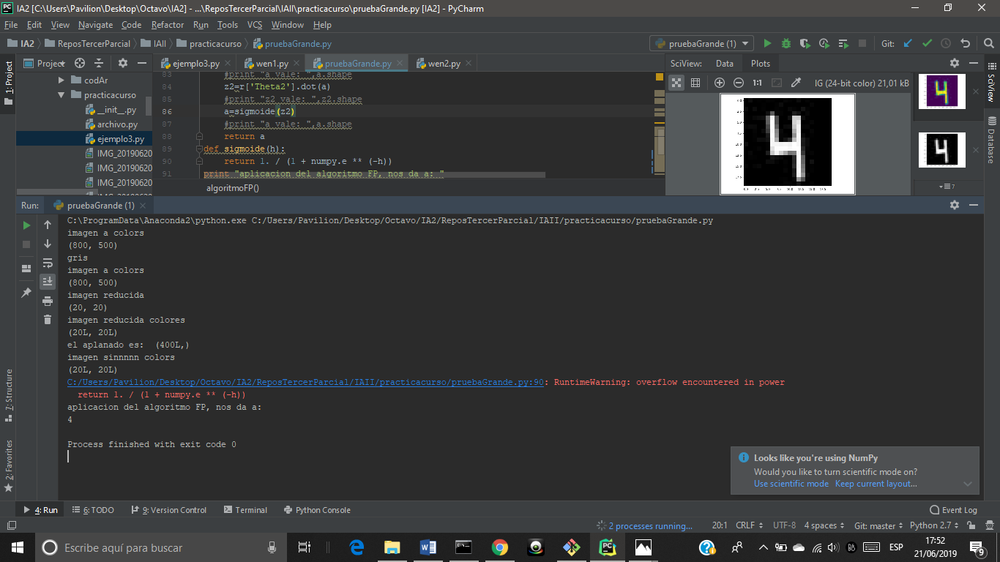 IA2 [C:\Users\Pavilion\Desktop\Octavo\IA2] - ...\ReposTercerParcial\IAII\practicacurso\pruebaGrande.py [IA2] - PyCharm
File Edit View Navigate Code Refactor Run Tools VCS Window Help
IA2 ReposTercerParcial IAII practicacurso pruebaGrande.py
pruebaGrande (1) Git:
1: Project
Project
ejemplo3.py wen1.py pruebaGrande.py wen2.py
SciView: Data Plots
codAr
practicacurso
__init__.py
archivo.py
ejemplo3.py
IMG_20190620
IMG_20190620
IMG_20190620
83 #print "a vale: ",a.shape
84 z2=r['Theta2'].dot(a)
85 #print "z2 vale: ",z2.shape
86 a=sigmoide(z2)
87 #print "a vale: ",a.shape
88 return a
89 def sigmoide(h):
90 return 1. / (1 + numpy.e ** (-h))
91 print "aplicacion del algoritmo FP, nos da a: "
algoritmoFP()
1:1 IG (24-bit color) 21,01 kB
7
SciView
Database
Run: pruebaGrande (1)
C:\ProgramData\Anaconda2\python.exe C:/Users/Pavilion/Desktop/Octavo/IA2/ReposTercerParcial/IAII/practicacurso/pruebaGrande.py
imagen a colors
(800, 500)
gris
imagen a colors
(800, 500)
imagen reducida
(20, 20)
imagen reducida colores
(20L, 20L)
el aplanado es:  (400L,)
imagen sinnnnn colors
(20L, 20L)
C:/Users/Pavilion/Desktop/Octavo/IA2/ReposTercerParcial/IAII/practicacurso/pruebaGrande.py:90: RuntimeWarning: overflow encountered in power
return 1. / (1 + numpy.e ** (-h))
aplicacion del algoritmo FP, nos da a:
4
Process finished with exit code 0
7: Structure
2: Favorites
Looks like you're using NumPy
Would you like to turn scientific mode on?
Use scientific mode Keep current layout...
4: Run 6: TODO 9: Version Control Terminal Python Console Event Log
2 processes running... 20:1 CRLF UTF-8 4 spaces Git: master Python 2.7
Escribe aquí para buscar
ESP
17:52
21/06/2019
9